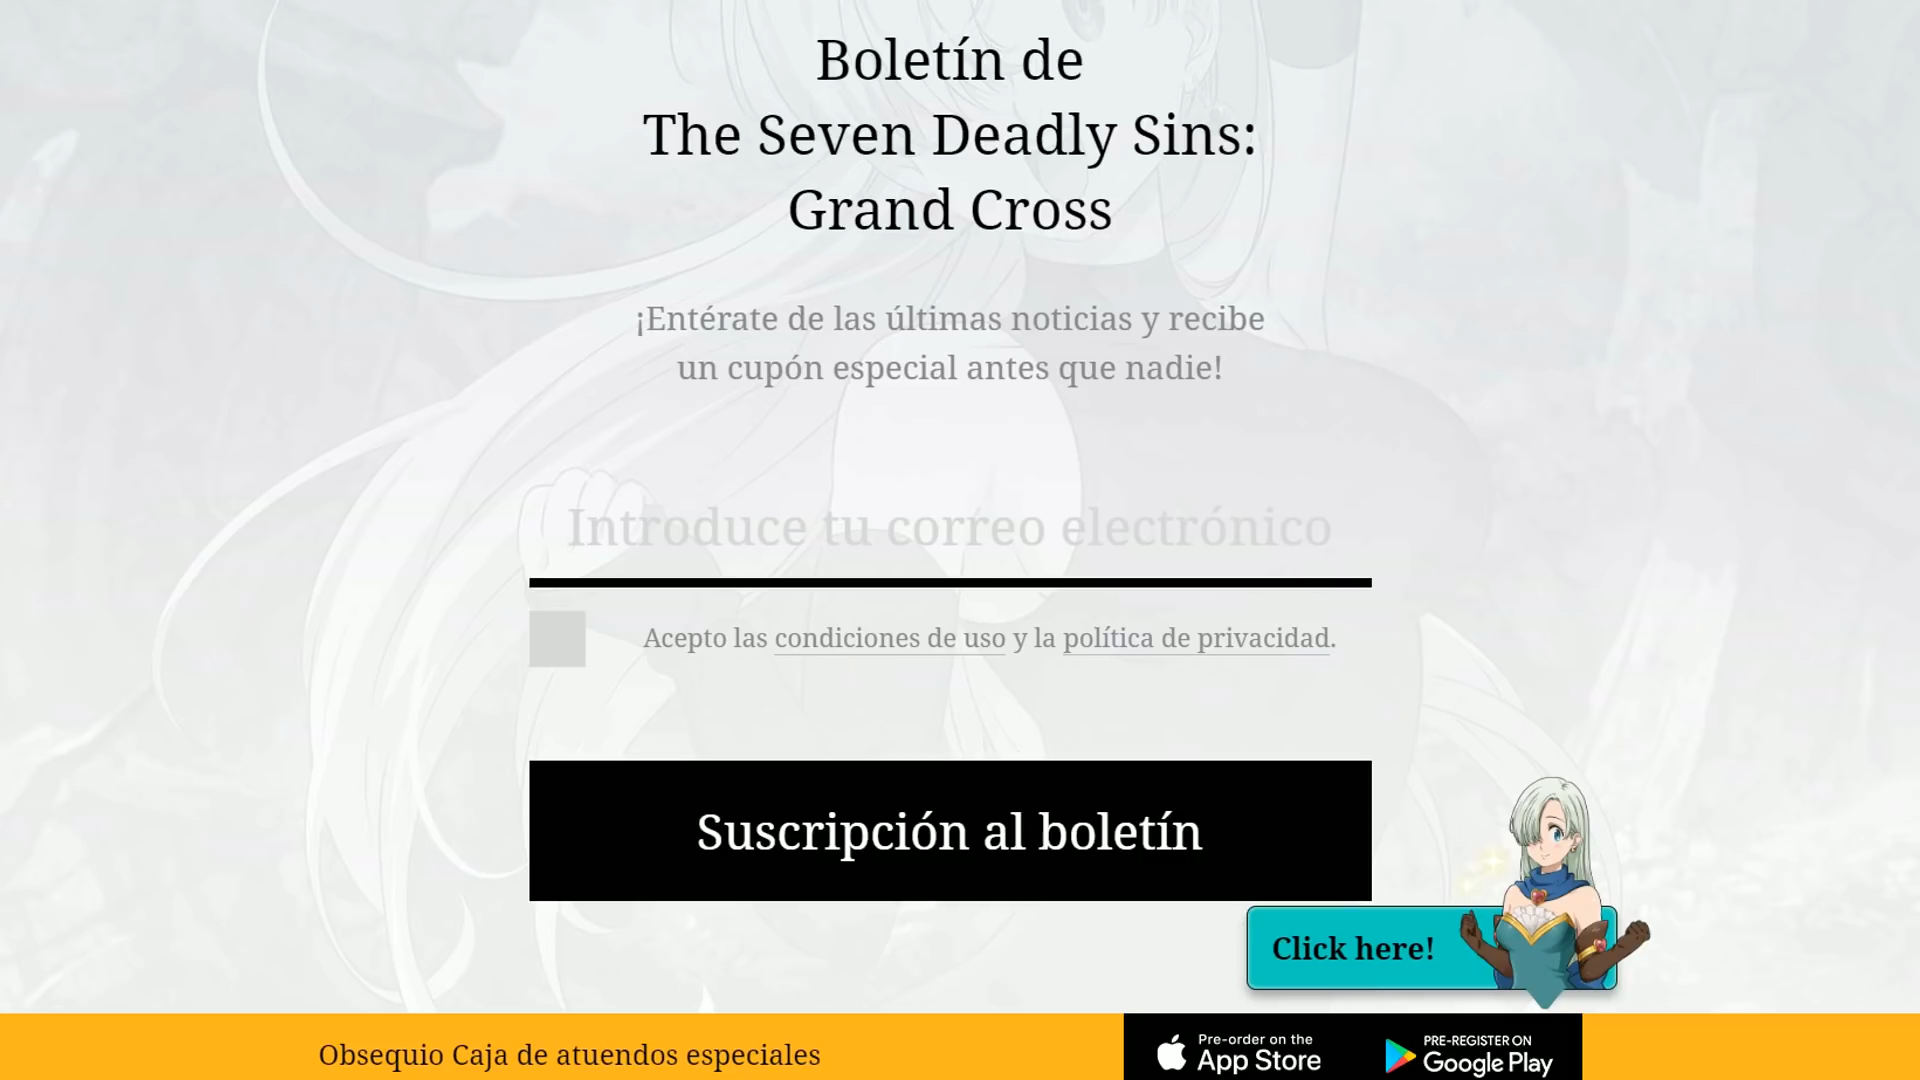 Boletín de
The Seven Deadly Sins:
Grand Cross
¡Entérate de las últimas noticias y recibe
un cupón especial antes que nadie!
Introduce tu correo electrónico
Acepto las condiciones de uso y la política de privacidad.
Suscripción al boletín
Click here!
Obsequio Caja de atuendos especiales
Pre-order on the
App Store
PRE-REGISTER ON
Google Play